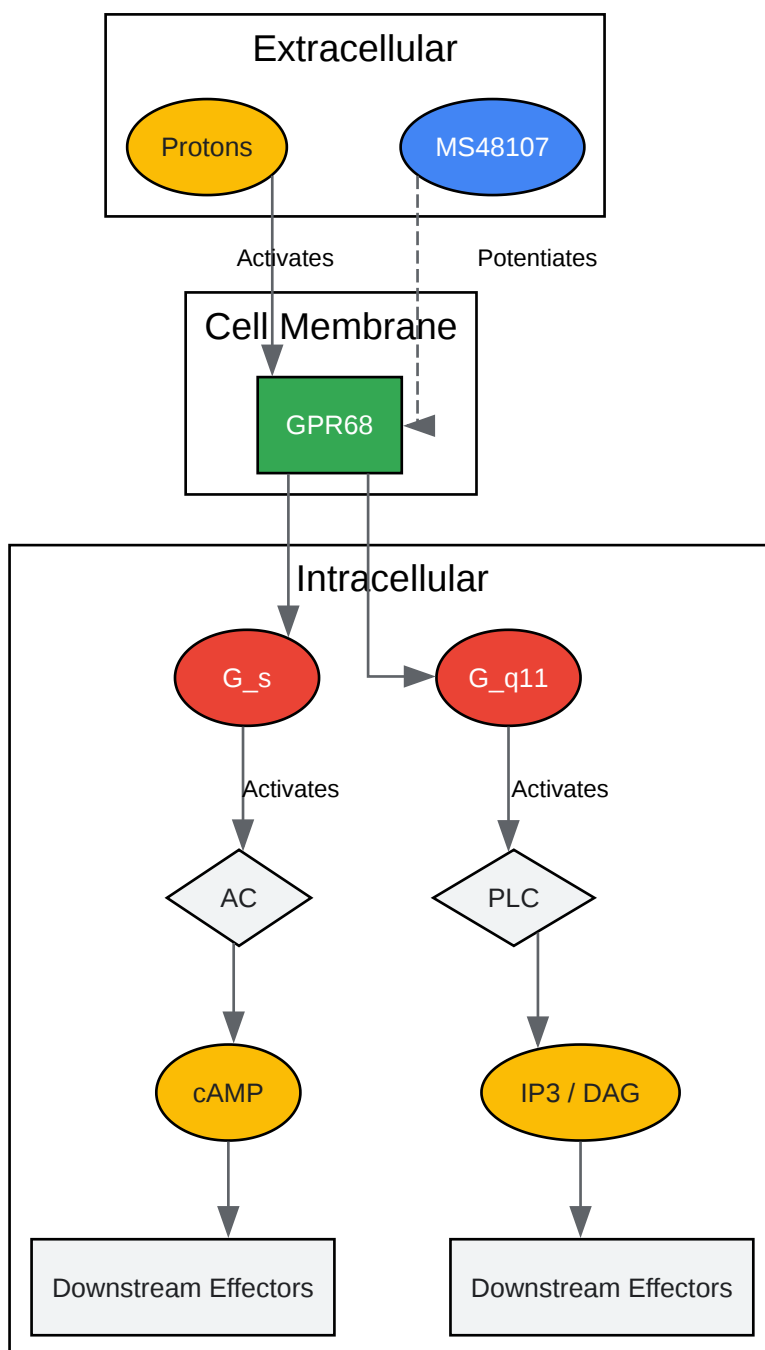 Extracellular
Protons
MS48107
Activates
Potentiates
Cell Membrane
GPR68
Intracellular
G_s
G_q11
Activates
Activates
AC
PLC
cAMP
IP3 / DAG
Downstream Effectors
Downstream Effectors